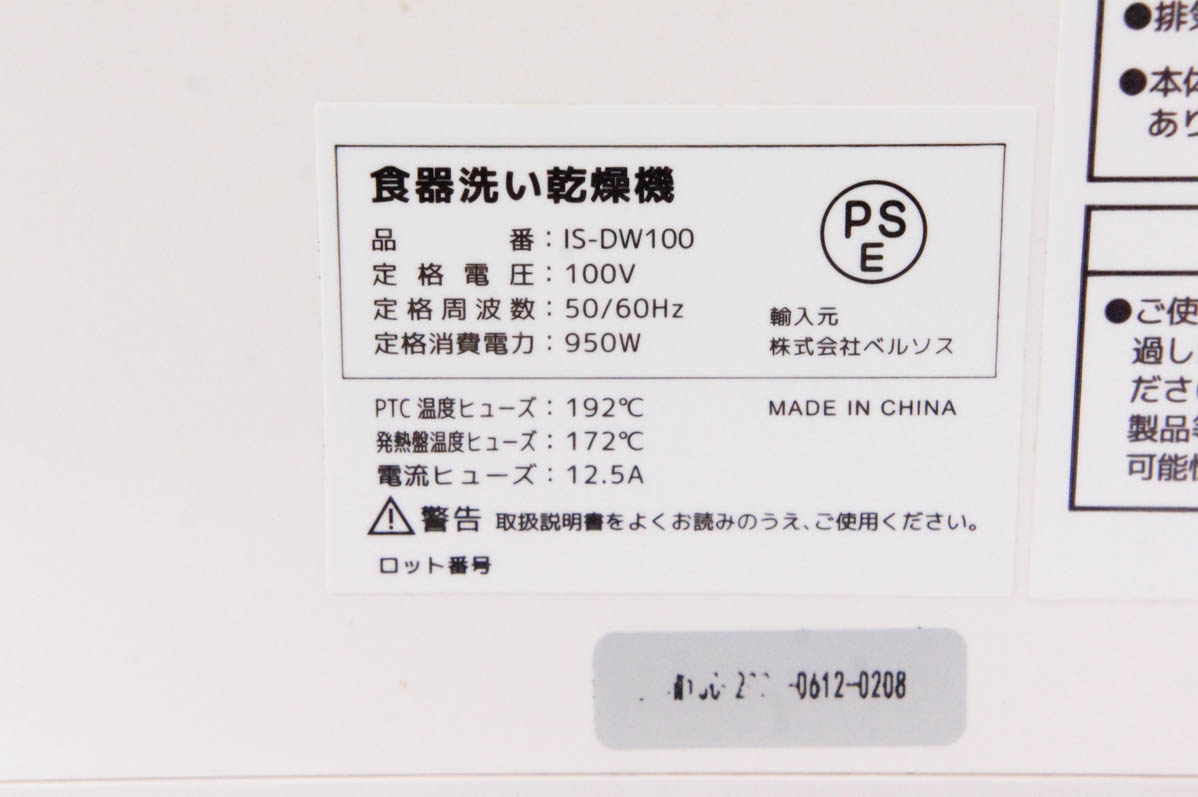 食器洗い乾燥機
品番：IS-DW100
定格電圧：100V
定格周波数：50/60Hz
定格消費電力：950W
PS
E
輸入元
株式会社ベルソス
PTC 温度ヒューズ：192℃
発熱盤温度ヒューズ：172℃
電流ヒューズ：12.5A
MADE IN CHINA
警告 取扱説明書をよくお読みのうえ、ご使用ください。
ロット番号
-0612-0208
●排気
●本体
あり
●ご使
過し
ださい
製品等
可能性